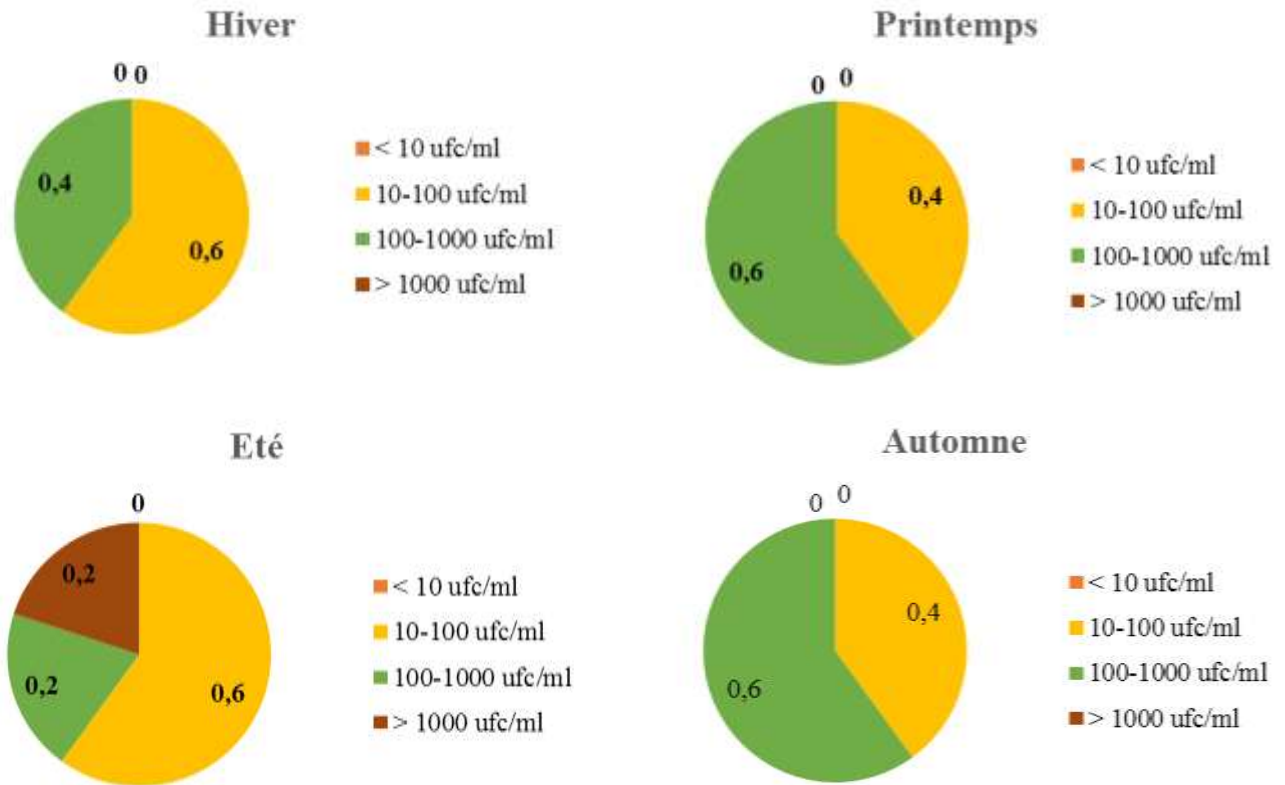 Hiver
0 0
0,4
0,6
< 10 ufc/ml
10-100 ufc/ml
100-1000 ufc/ml
> 1000 ufc/ml
Printemps
0 0
0,4
0,6
< 10 ufc/ml
10-100 ufc/ml
100-1000 ufc/ml
> 1000 ufc/ml
Eté
0
0,2
0,2
0,6
< 10 ufc/ml
10-100 ufc/ml
100-1000 ufc/ml
> 1000 ufc/ml
Automne
0 0
0,4
0,6
< 10 ufc/ml
10-100 ufc/ml
100-1000 ufc/ml
> 1000 ufc/ml